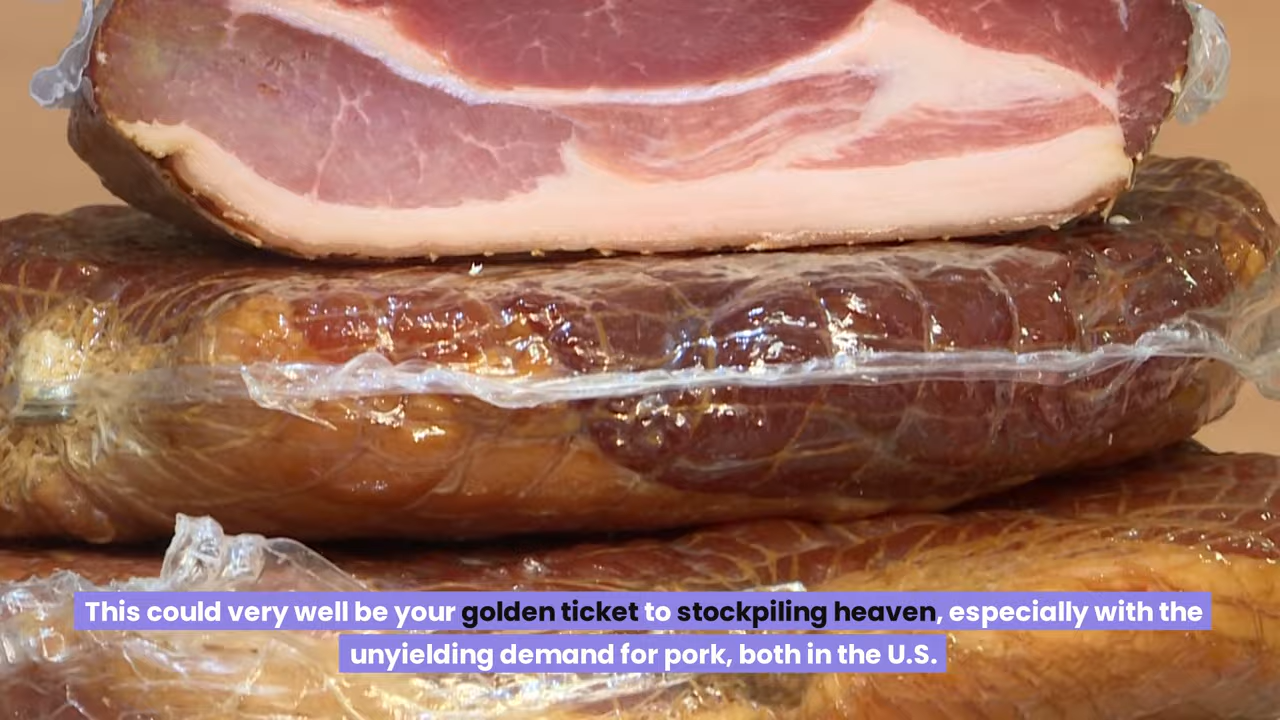 This could very well be your golden ticket to stockpiling heaven, especially with the
unyielding demand for pork, both in the U.S.